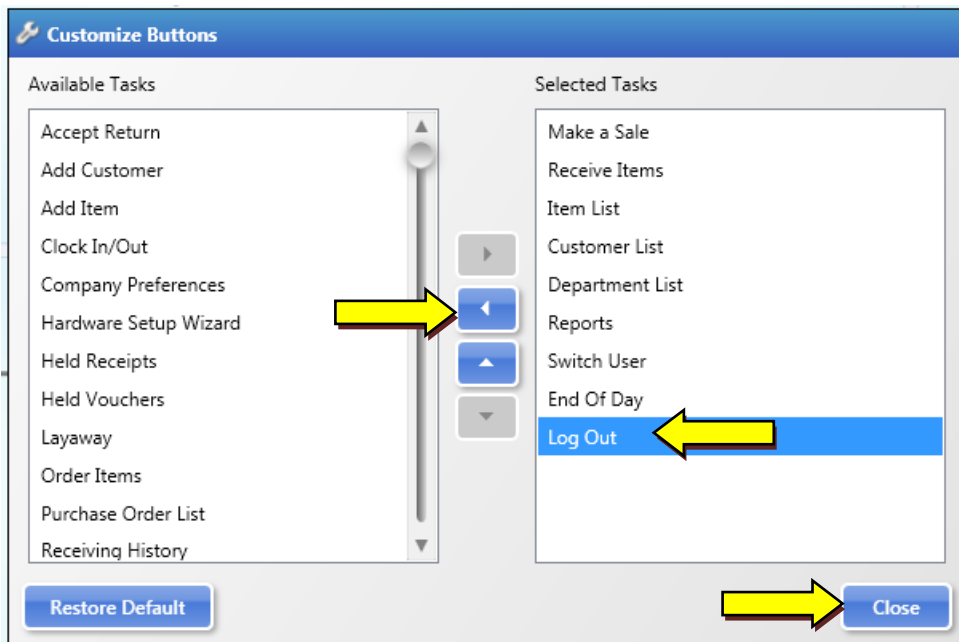 Customize Buttons
Available Tasks
Accept Return
Add Customer
Add Item
Clock In/Out
Company Preferences
Hardware Setup Wizard
Held Receipts
Held Vouchers
Layaway
Order Items
Purchase Order List
Receiving History
Selected Tasks
Make a Sale
Receive Items
Item List
Customer List
Department List
Reports
Switch User
End Of Day
Log Out
Restore Default
Close